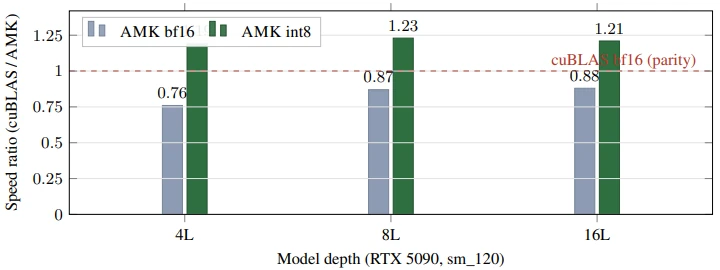 Speed ratio (cuBLAS / AMK)
1.25
1
0.75
0.5
0.25
0
AMK bf16
AMK int8
0.76
0.87
1.23
0.88
1.21
cuBLAS bf16 (parity)
4L
8L
16L
Model depth (RTX 5090, sm_120)